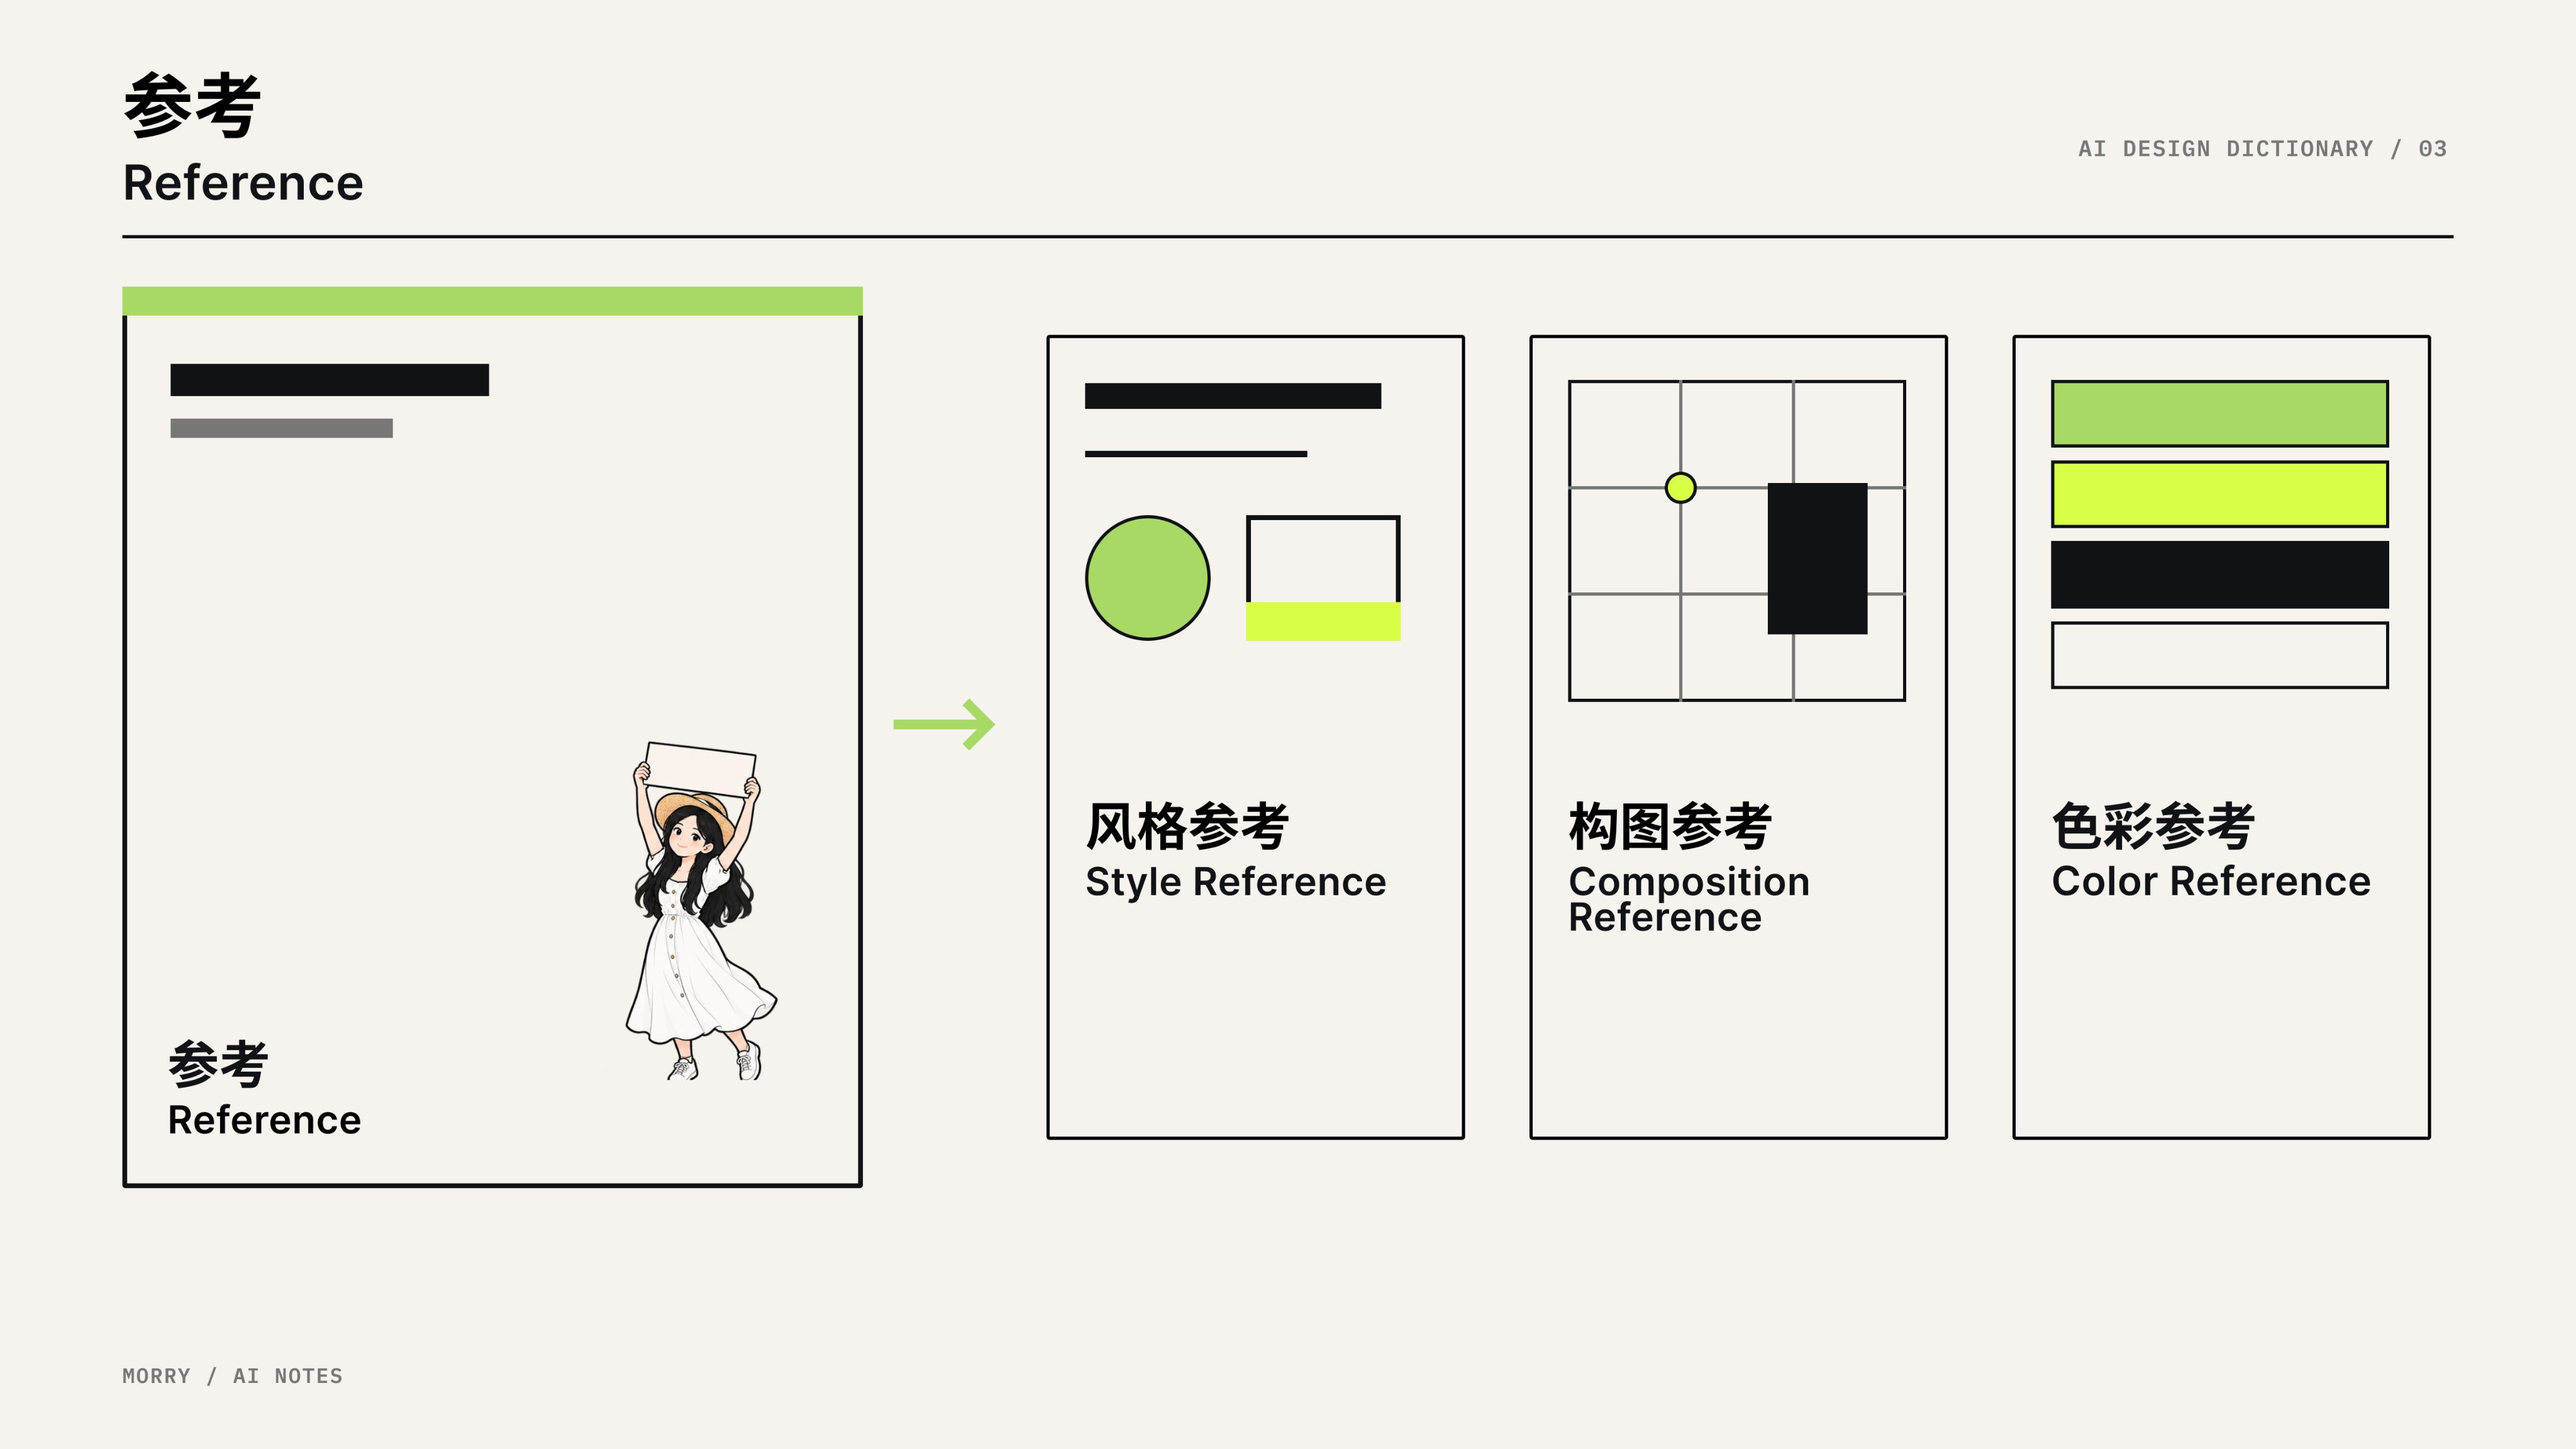 参考
Reference
AI DESIGN DICTIONARY / 03
参考
Reference
风格参考
Style Reference
构图参考
Composition
Reference
色彩参考
Color Reference
MORRY / AI NOTES